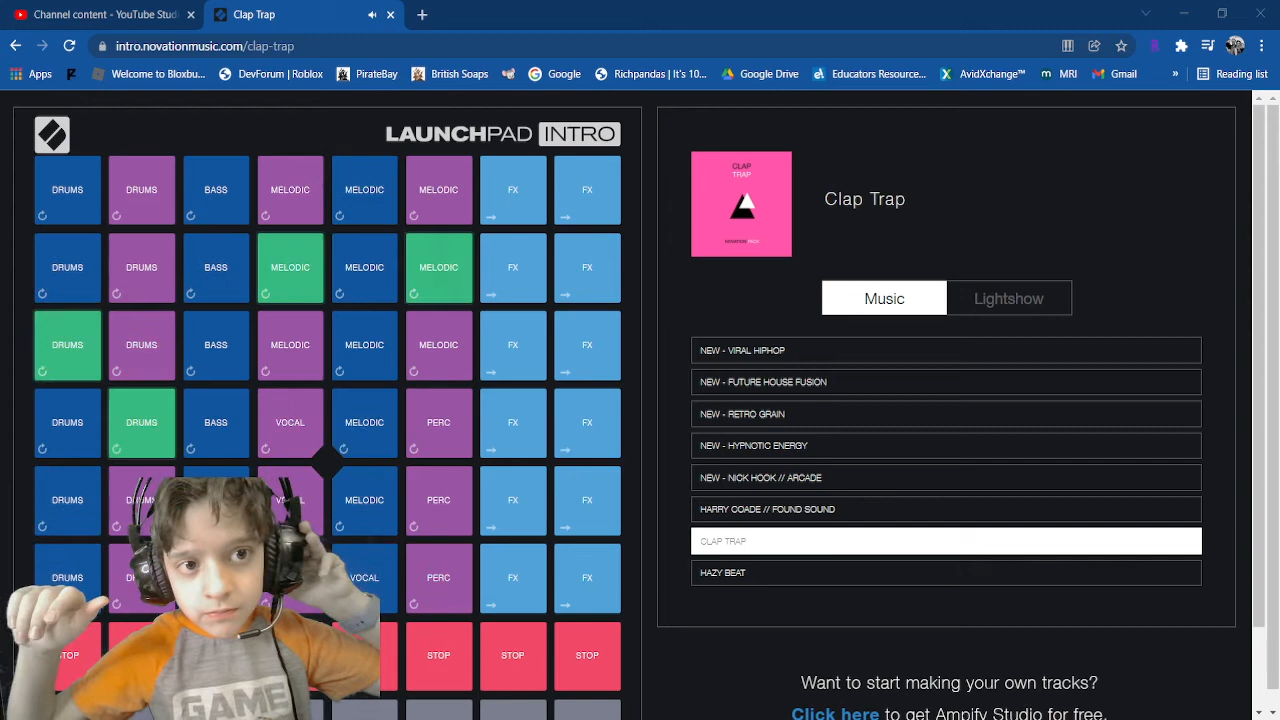 Channel content - YouTube Studi
Clap Trap
intro.novationmusic.com/clap-trap
Apps Welcome to Bloxbu... DevForum | Roblox PirateBay British Soaps Google Richpandas | It's 10... Google Drive Educators Resource... AvidXchange™ MRI Gmail » Reading list
LAUNCHPAD INTRO
DRUMS DRUMS BASS MELODIC MELODIC MELODIC FX FX
DRUMS DRUMS BASS MELODIC MELODIC MELODIC FX FX
DRUMS DRUMS BASS MELODIC MELODIC MELODIC FX FX
DRUMS DRUMS BASS VOCAL MELODIC PERC FX FX
DRUMS DRUMS VOCAL MELODIC PERC FX FX
DRUMS VOCAL PERC FX FX
STOP STOP STOP STOP
GAME
CLAP
TRAP
NOVATION PACK
Clap Trap
Music Lightshow
NEW - VIRAL HIPHOP
NEW - FUTURE HOUSE FUSION
NEW - RETRO GRAIN
NEW - HYPNOTIC ENERGY
NEW - NICK HOOK // ARCADE
HARRY COADE // FOUND SOUND
CLAP TRAP
HAZY BEAT
Want to start making your own tracks?
Click here to get Ampify Studio for free.